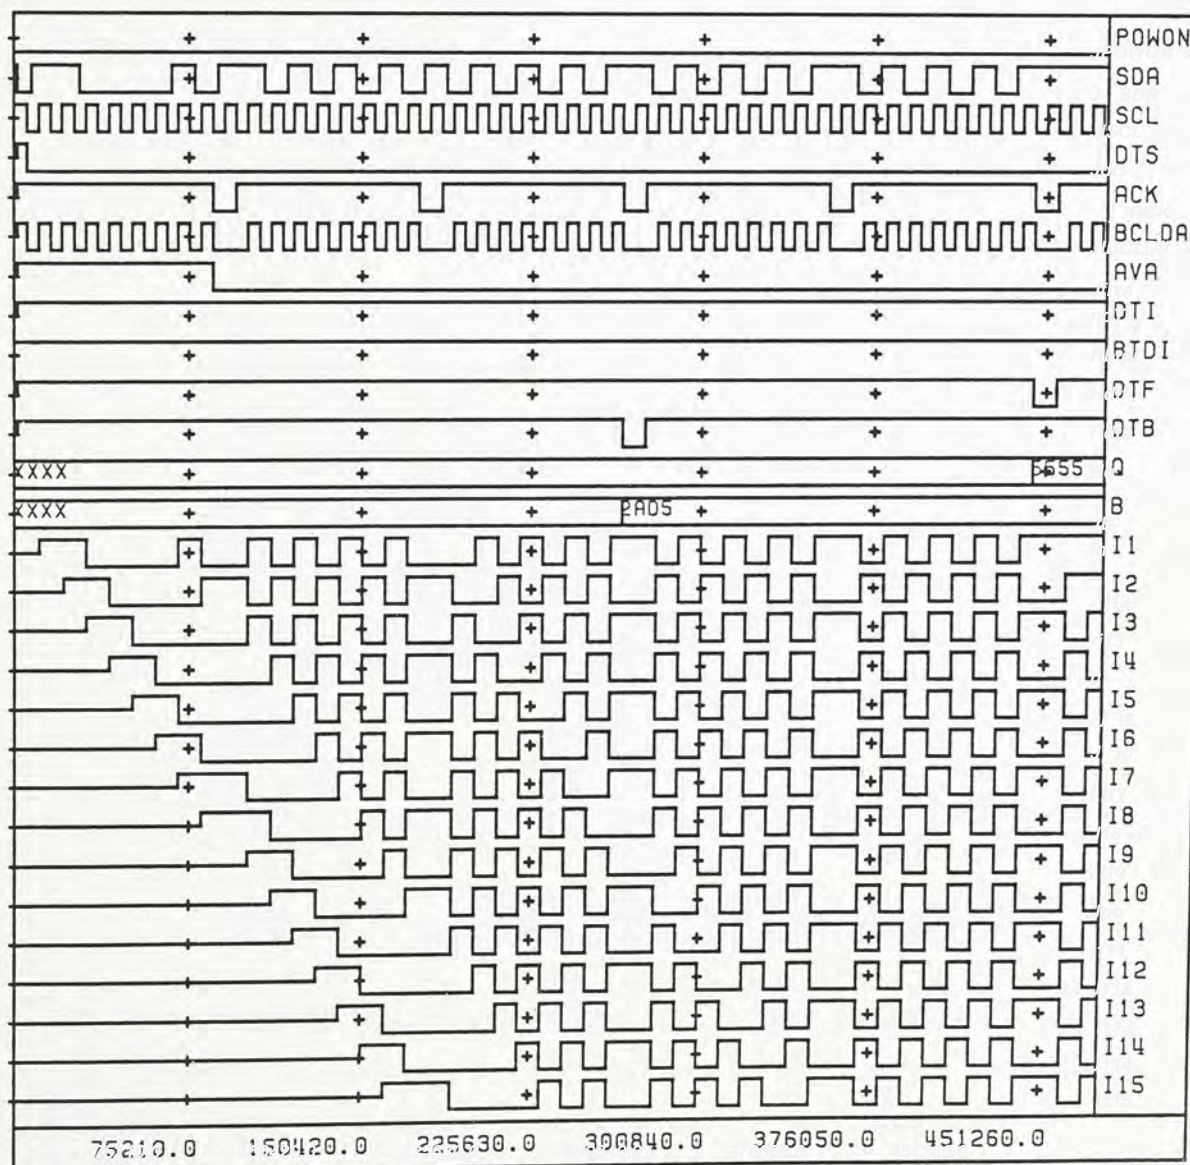 POWON
SDA
SCL
DTS
ACK
BCLDA
AVA
DTI
BTDI
DTF
DTB
XXXX 5655 Q
XXXX 2AD5 B
I1
I2
I3
I4
I5
I6
I7
I8
I9
I10
I11
I12
I13
I14
I15
75210.0 150420.0 225630.0 300840.0 376050.0 451260.0